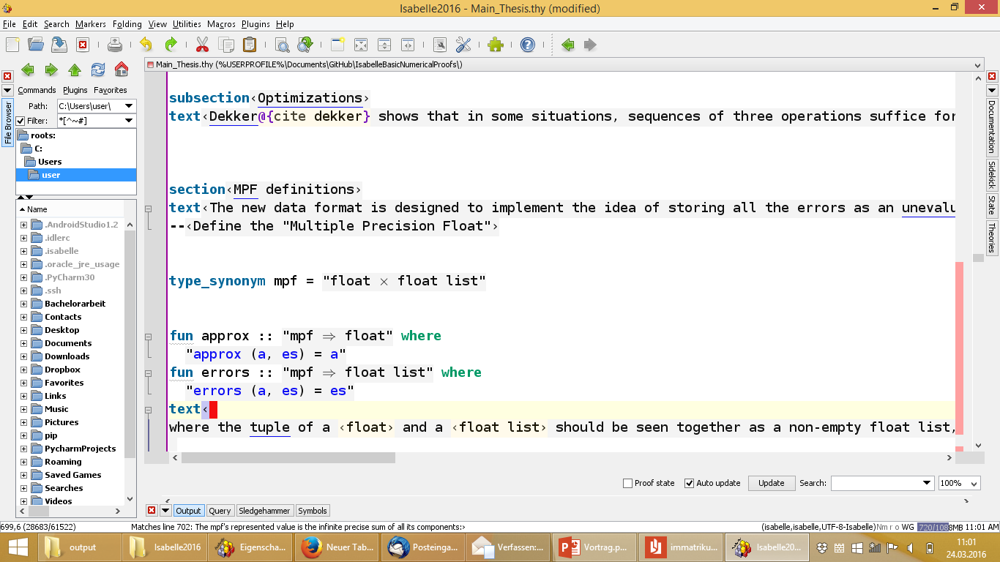 Isabelle2016 - Main_Thesis.thy (modified)
File Edit Search Markers Folding View Utilities Macros Plugins Help
Main_Thesis.thy (%USERPROFILE%\Documents\GitHub\IsabelleBasicNumericalProofs\)
Commands Plugins Favorites
Path: C:\Users\user\
Filter: *[^~#]
File Browser
roots:
C:
Users
user
Name
.AndroidStudio1.2
.idlerc
.isabelle
.oracle_jre_usage
.PyCharm30
.ssh
Bachelorarbeit
Contacts
Desktop
Documents
Downloads
Dropbox
Favorites
Links
Music
Pictures
pip
PycharmProjects
Roaming
Saved Games
Searches
Videos
subsection‹Optimizations›
text‹Dekker@{cite dekker} shows that in some situations, sequences of three operations suffice for
section‹MPF definitions›
text‹The new data format is designed to implement the idea of storing all the errors as an unevalu
--‹Define the "Multiple Precision Float"›
type_synonym mpf = "float × float list"
fun approx :: "mpf ⇒ float" where
"approx (a, es) = a"
fun errors :: "mpf ⇒ float list" where
"errors (a, es) = es"
text‹
where the tuple of a ‹float› and a ‹float list› should be seen together as a non-empty float list,
Documentation
Sidekick
State
Theories
Proof state Auto update Update Search: 100%
Output Query Sledgehammer Symbols
699,6 (28683/61522) Matches line 702: The mpf's represented value is the infinite precise sum of all its components:› (isabelle,isabelle,UTF-8-Isabelle)Nm r o WG 720/1088MB 11:01 AM
output Isabelle2016 Eigenscha... Neuer Tab... Posteinga... Verfassen:... Vortrag.p... immatriku... Isabelle20... 11:01
24.03.2016